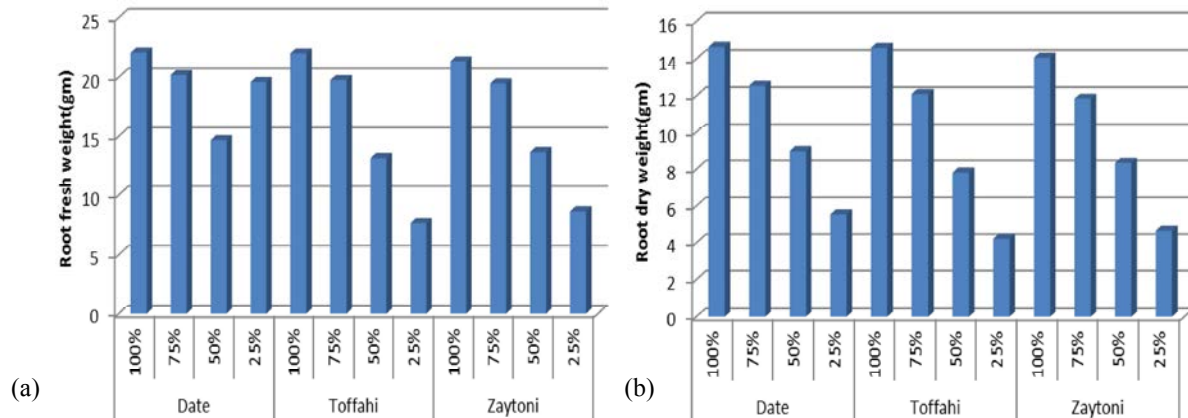 Root fresh weight(gm)
25
20
15
10
5
0
100% 75% 50% 25% 100% 75% 50% 25% 100% 75% 50% 25%
Date Toffahi Zaytoni
(a)
Root dry weight(gm)
16
14
12
10
8
6
4
2
0
100% 75% 50% 25% 100% 75% 50% 25% 100% 75% 50% 25%
Date Toffahi Zaytoni
(b)